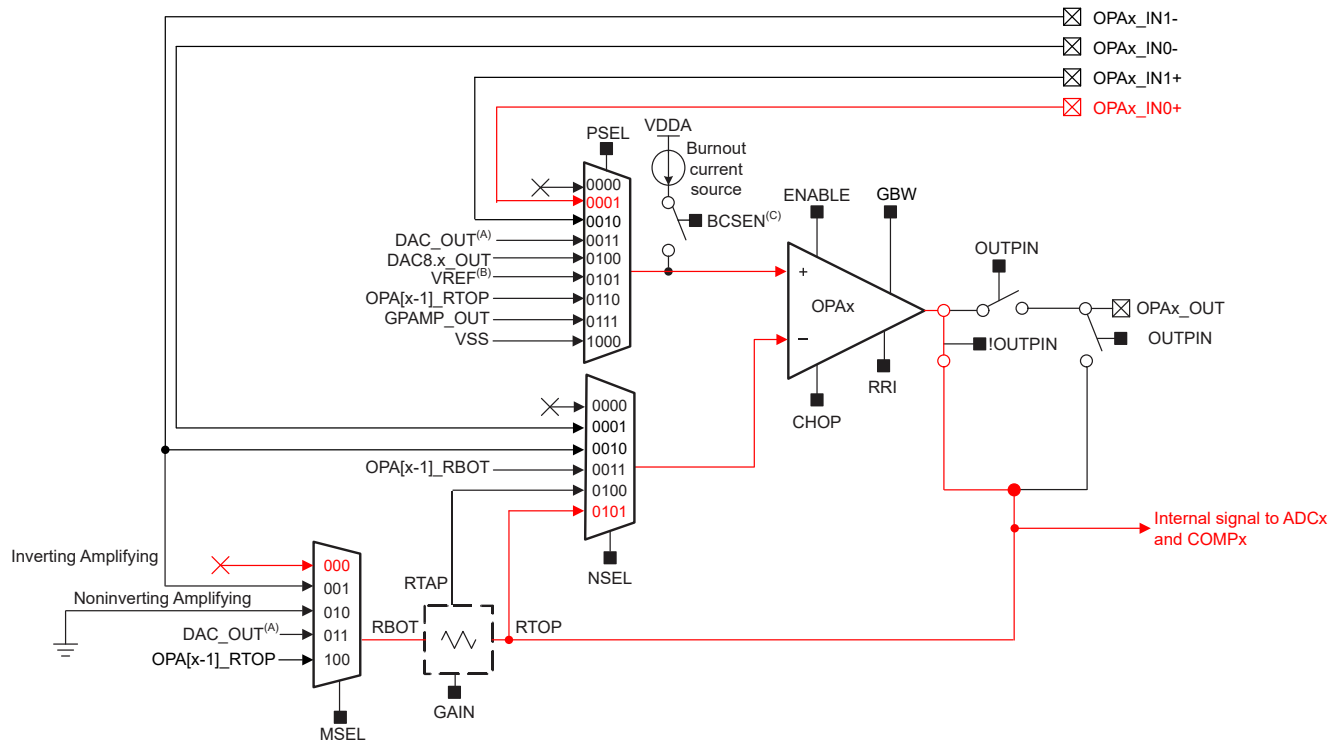 OPAx_IN1-
OPAx_IN0-
OPAx_IN1+
OPAx_IN0+
PSEL
VDDA
Burnout
current
source
BCSEN(C)
0000
0001
0010
DAC_OUT(A)
0011
DAC8.x_OUT
0100
VREF(B)
0101
OPA[x-1]_RTOP
0110
GPAMP_OUT
0111
VSS
1000
ENABLE
GBW
+
OPAx
−
RRI
CHOP
OUTPIN
OPAx_OUT
!OUTPIN
OUTPIN
0000
0001
0010
OPA[x-1]_RBOT
0011
0100
0101
NSEL
Internal signal to ADCx
and COMPx
Inverting Amplifying
000
001
Noninverting Amplifying
010
DAC_OUT(A)
011
OPA[x-1]_RTOP
100
MSEL
RBOT
RTAP
RTOP
GAIN